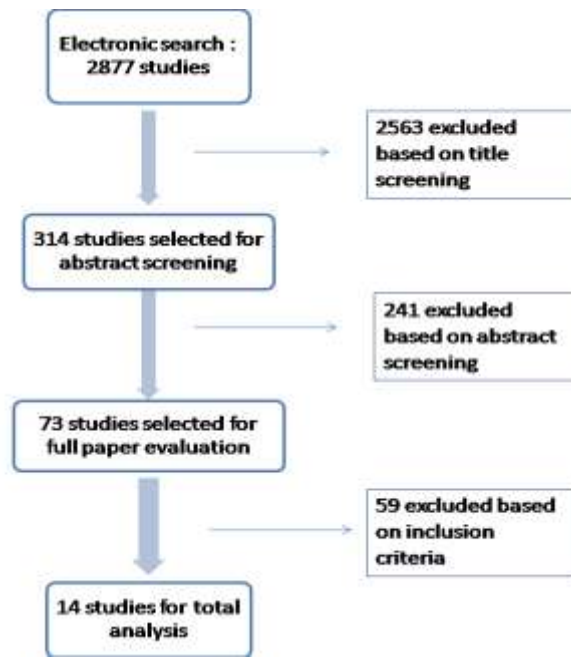 Electronic search :
2877 studies
2563 excluded
based on title
screening
314 studies selected for
abstract screening
241 excluded
based on abstract
screening
73 studies selected for
full paper evaluation
59 excluded based
on inclusion
criteria
14 studies for total
analysis